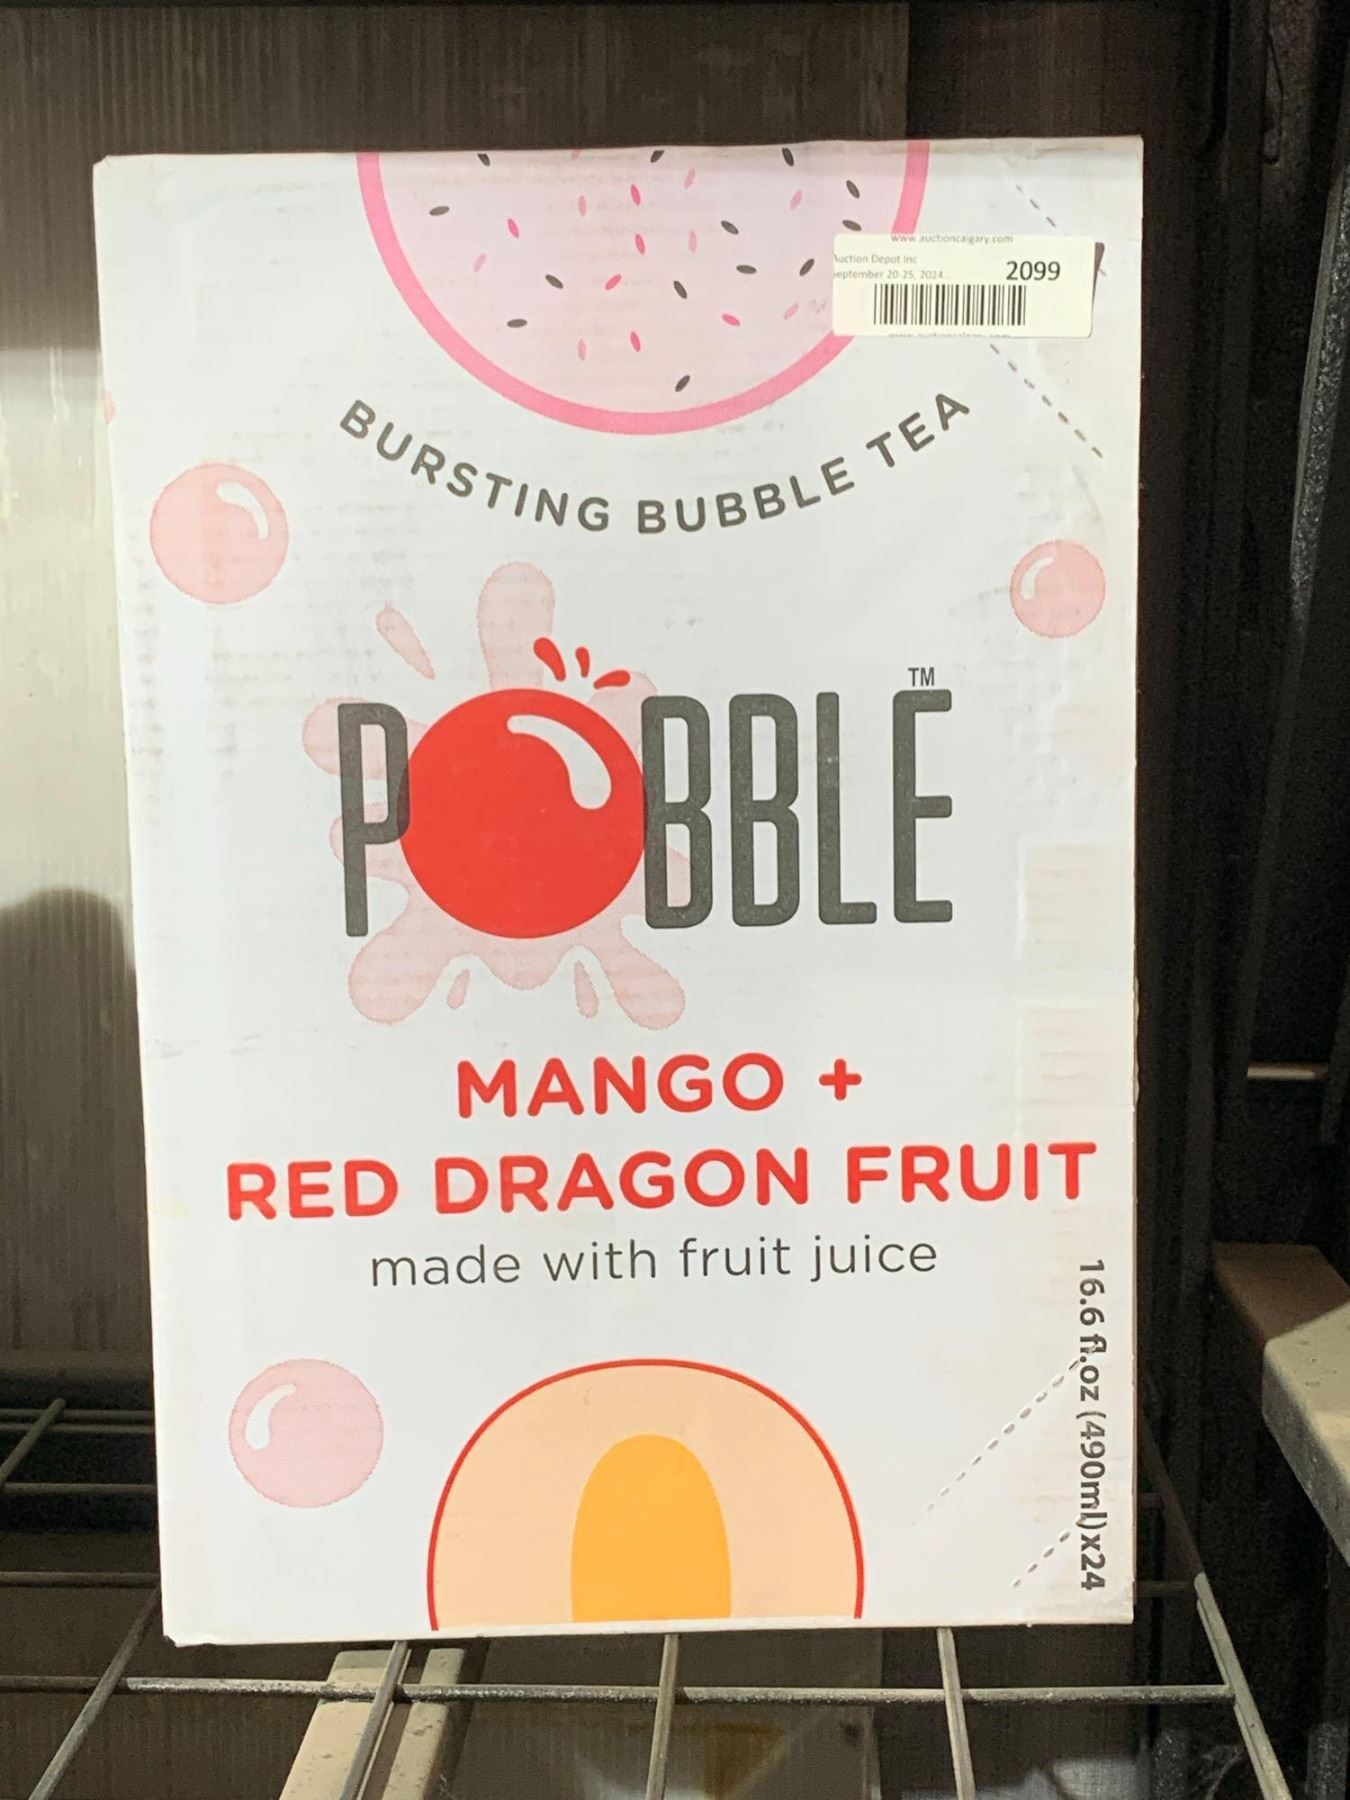 www.auctioncalgary.com
Auction Depot Inc
September 20-25, 2024
2099
BURSTING BUBBLE TEA
POBBLE™
MANGO +
RED DRAGON FRUIT
made with fruit juice
16.6 fl.oz (490ml)x24